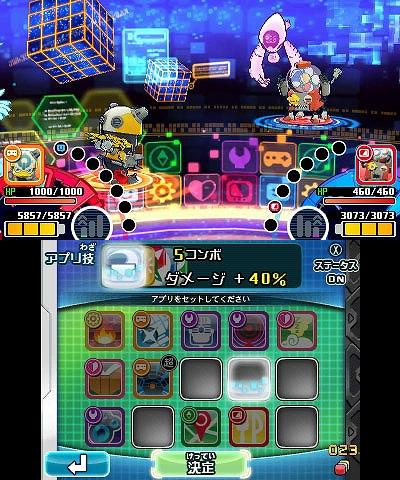 HP 1000/1000
5857/5857
HP 460/460
3073/3073
わざ
アプリ技
5コンボ
ダメージ +40%
X
ステータス
ON
アプリをセットしてください
超
けってい
決定
023